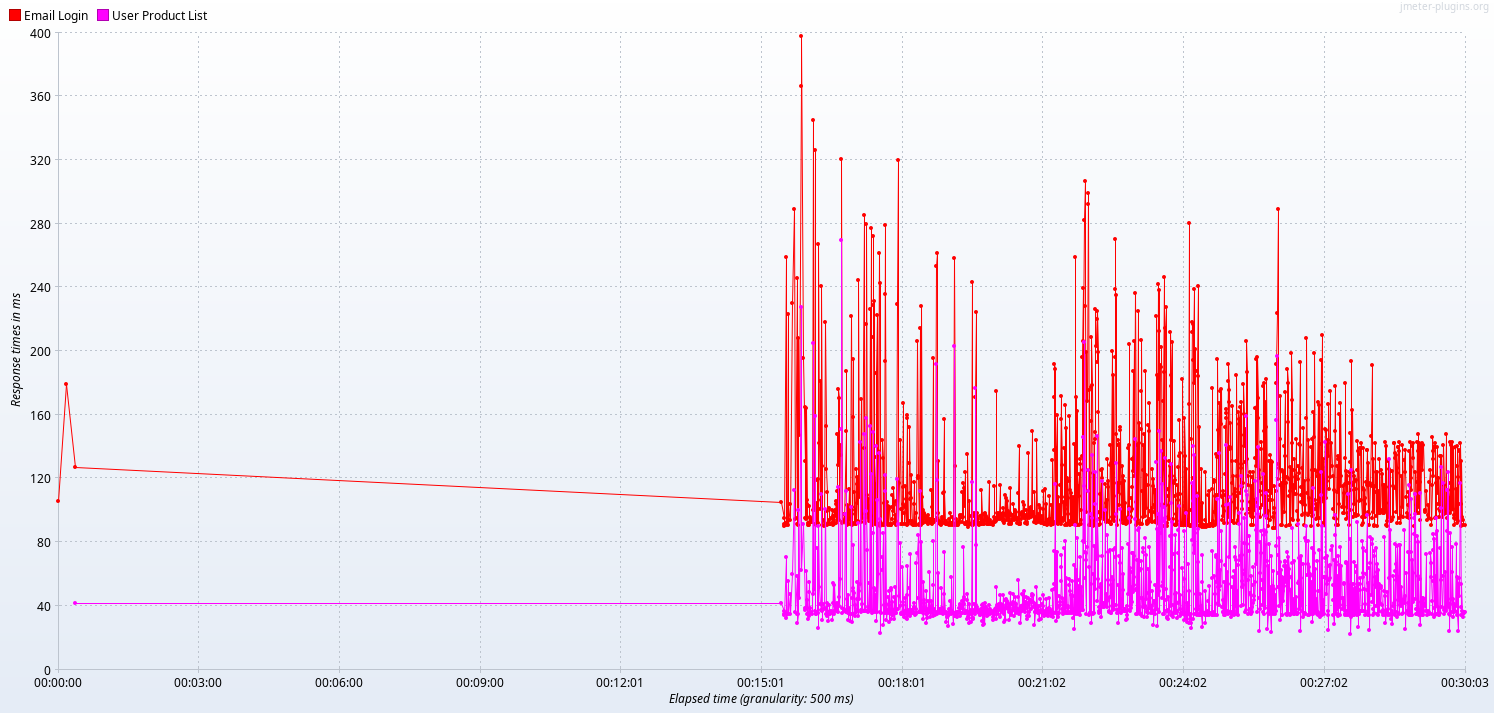 Email Login User Product List
jmeter-plugins.org
400
360
320
280
240
200
160
120
80
40
0
Response times in ms
00:00:00 00:03:00 00:06:00 00:09:00 00:12:01 00:15:01 00:18:01 00:21:02 00:24:02 00:27:02 00:30:03
Elapsed time (granularity: 500 ms)